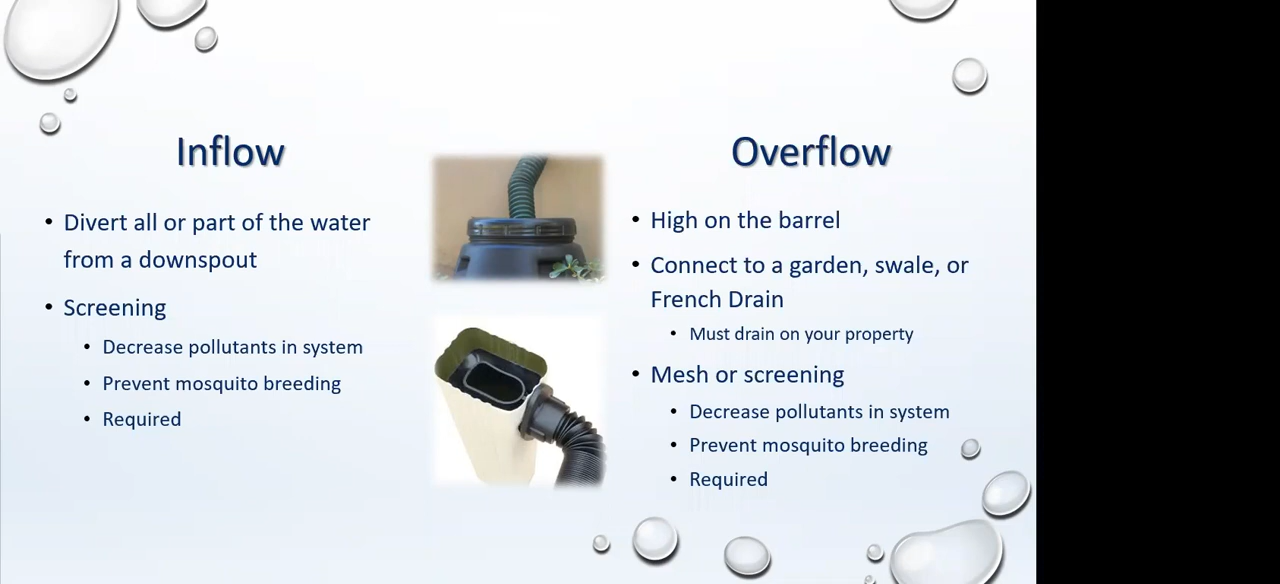 Inflow
• Divert all or part of the water
from a downspout
• Screening
• Decrease pollutants in system
• Prevent mosquito breeding
• Required
Overflow
• High on the barrel
• Connect to a garden, swale, or
French Drain
• Must drain on your property
• Mesh or screening
• Decrease pollutants in system
• Prevent mosquito breeding
• Required